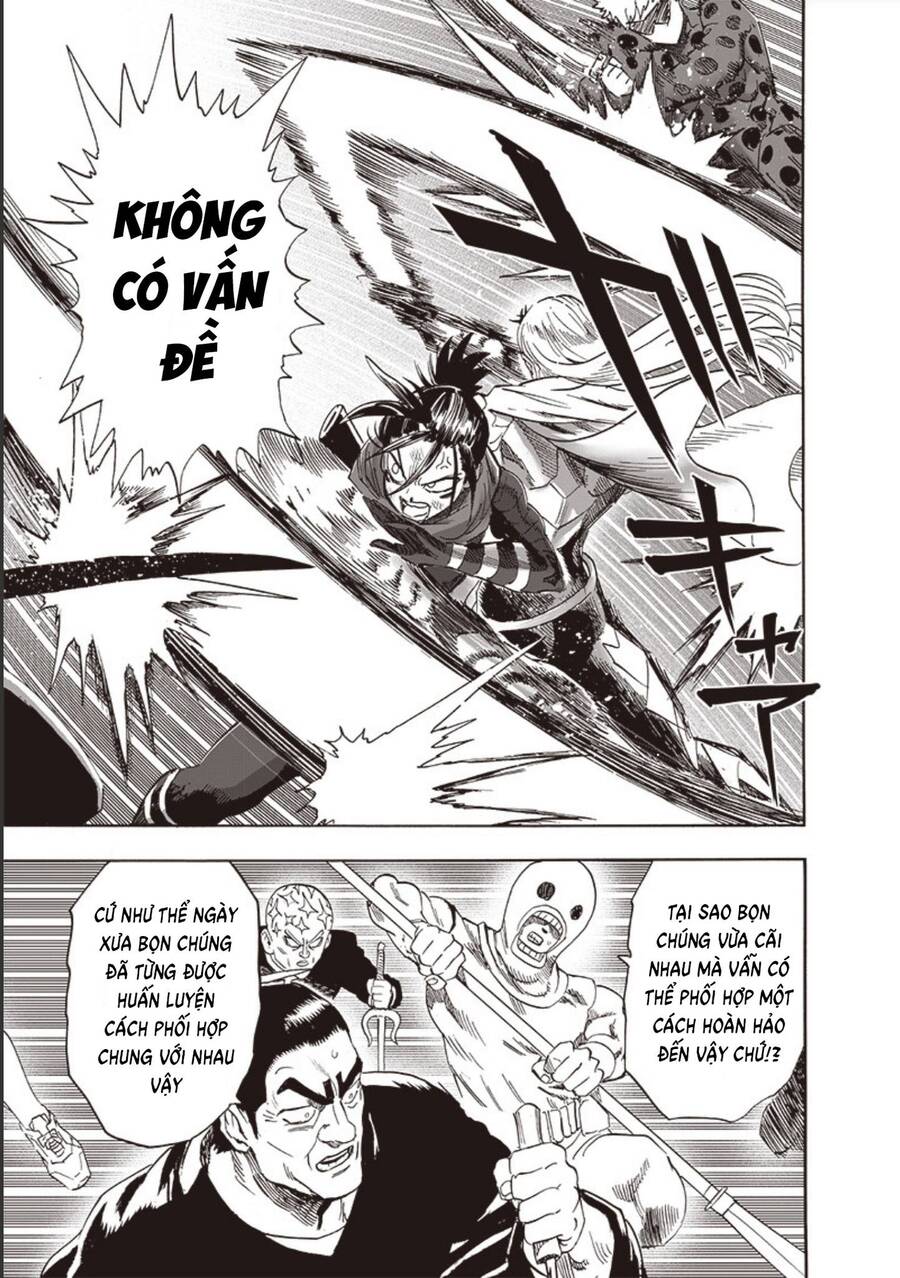 KHÔNG
CÓ VẤN
ĐỀ
ガキャア
TẠI SAO BỌN
CHÚNG VỪA CÃI
NHAU MÀ VẪN CÓ
THỂ PHỐI HỢP MỘT
CÁCH HOÀN HẢO
ĐẾN VẬY CHỨ!?
CỨ NHƯ THỂ NGÀY
XƯA BỌN CHÚNG
ĐÃ TỪNG ĐƯỢC
HUẤN LUYỆN
CÁCH PHỐI HỢP
CHUNG VỚI NHAU
VẬY